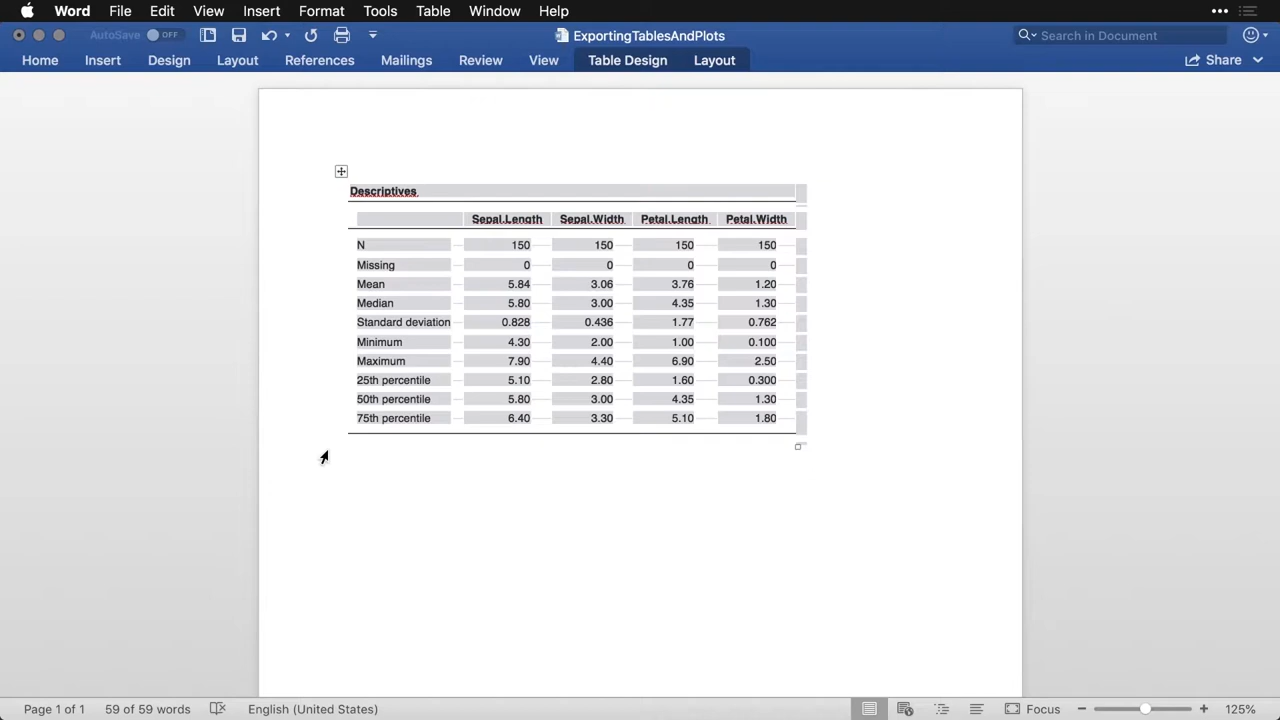 Word File Edit View Insert Format Tools Table Window Help
AutoSave OFF ExportingTablesAndPlots Search in Document
Home Insert Design Layout References Mailings Review View Table Design Layout Share
Descriptives
Sepal.Length Sepal.Width Petal.Length Petal.Width
N 150 150 150 150
Missing 0 0 0 0
Mean 5.84 3.06 3.76 1.20
Median 5.80 3.00 4.35 1.30
Standard deviation 0.828 0.436 1.77 0.762
Minimum 4.30 2.00 1.00 0.100
Maximum 7.90 4.40 6.90 2.50
25th percentile 5.10 2.80 1.60 0.300
50th percentile 5.80 3.00 4.35 1.30
75th percentile 6.40 3.30 5.10 1.80
Page 1 of 1 59 of 59 words English (United States) Focus 125%